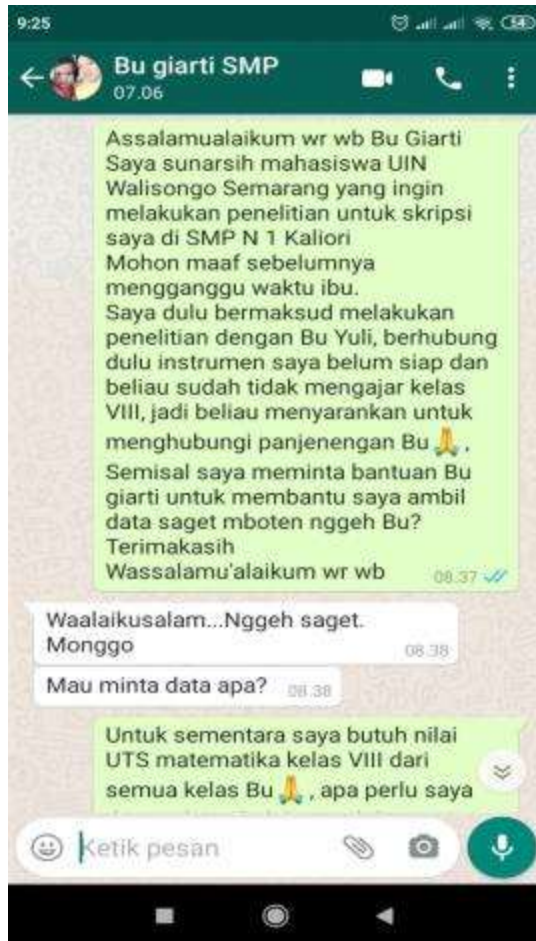 9:25
54
Bu giarti SMP
07.06
Assalamualaikum wr wb Bu Giarti
Saya sunarsih mahasiswa UIN
Walisongo Semarang yang ingin
melakukan penelitian untuk skripsi
saya di SMP N 1 Kaliori
Mohon maaf sebelumnya
mengganggu waktu ibu.
Saya dulu bermaksud melakukan
penelitian dengan Bu Yuli, berhubung
dulu instrumen saya belum siap dan
beliau sudah tidak mengajar kelas
VIII, jadi beliau menyarankan untuk
menghubungi panjenengan Bu🙏,
Semisal saya meminta bantuan Bu
giarti untuk membantu saya ambil
data saget mboten nggeh Bu?
Terimakasih
Wassalamu'alaikum wr wb
08.37
Waalaikusalam...Nggeh saget.
Monggo
08.38
Mau minta data apa?
08.38
Untuk sementara saya butuh nilai
UTS matematika kelas VIII dari
semua kelas Bu🙏, apa perlu saya
Ketik pesan